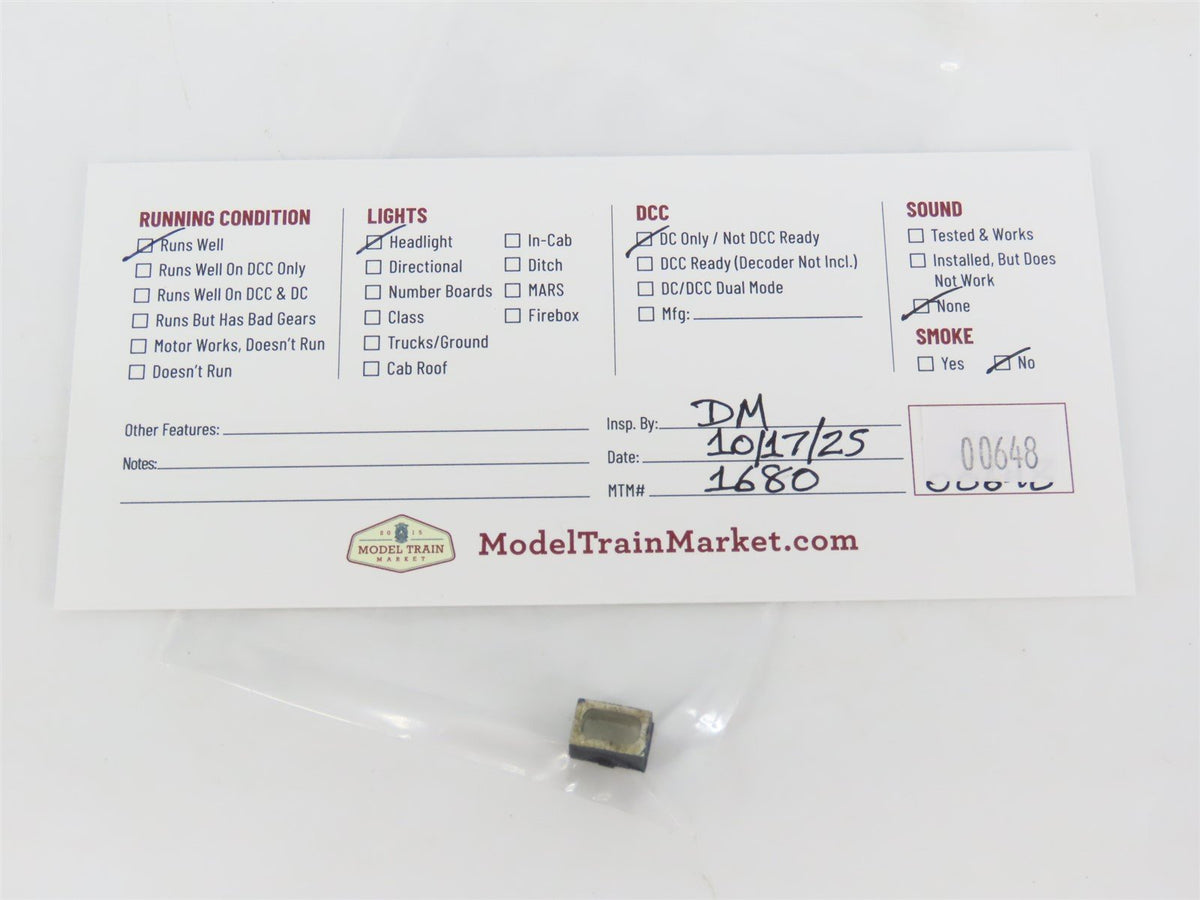 RUNNING CONDITION
Runs Well
Runs Well On DCC Only
Runs Well On DCC & DC
Runs But Has Bad Gears
Motor Works, Doesn't Run
Doesn't Run
LIGHTS
Headlight
Directional
Number Boards
Class
Trucks/Ground
Cab Roof
In-Cab
Ditch
MARS
Firebox
DCC
DC Only / Not DCC Ready
DCC Ready (Decoder Not Incl.)
DC/DCC Dual Mode
Mfg:
SOUND
Tested & Works
Installed, But Does
Not Work
None
SMOKE
Yes No
Other Features:
Notes:
Insp. By: DM
Date: 10/17/25
MTM# 1680
00648
2015
MODEL TRAIN
MARKET
ModelTrainMarket.com